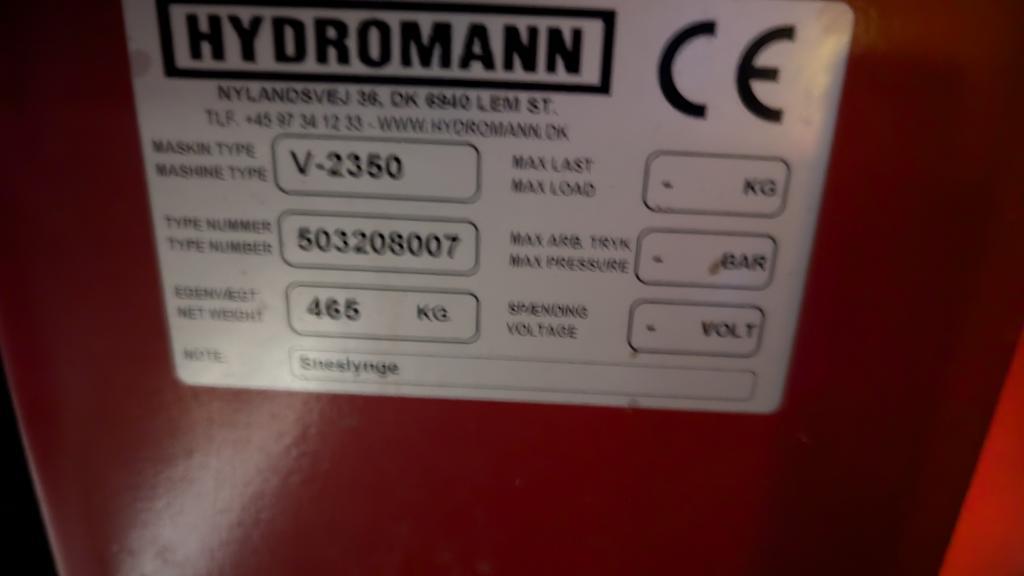 HYDROMANN
CE
NYLANDSVEJ 36, DK 6940 LEM ST.
TLF. +45 97 34 12 33 - WWW.HYDROMANN.DK
MASKIN TYPE
MASHINE TYPE
V-2350
MAX LAST
MAX LOAD
- KG
TYPE NUMMER
TYPE NUMBER
503208007
MAX ARB. TRYK
MAX PRESSURE
- BAR
EGENVÆGT
NET WEIGHT
465 KG
SPÆNDING
VOLTAGE
- VOLT
NOTE
Sneslynge